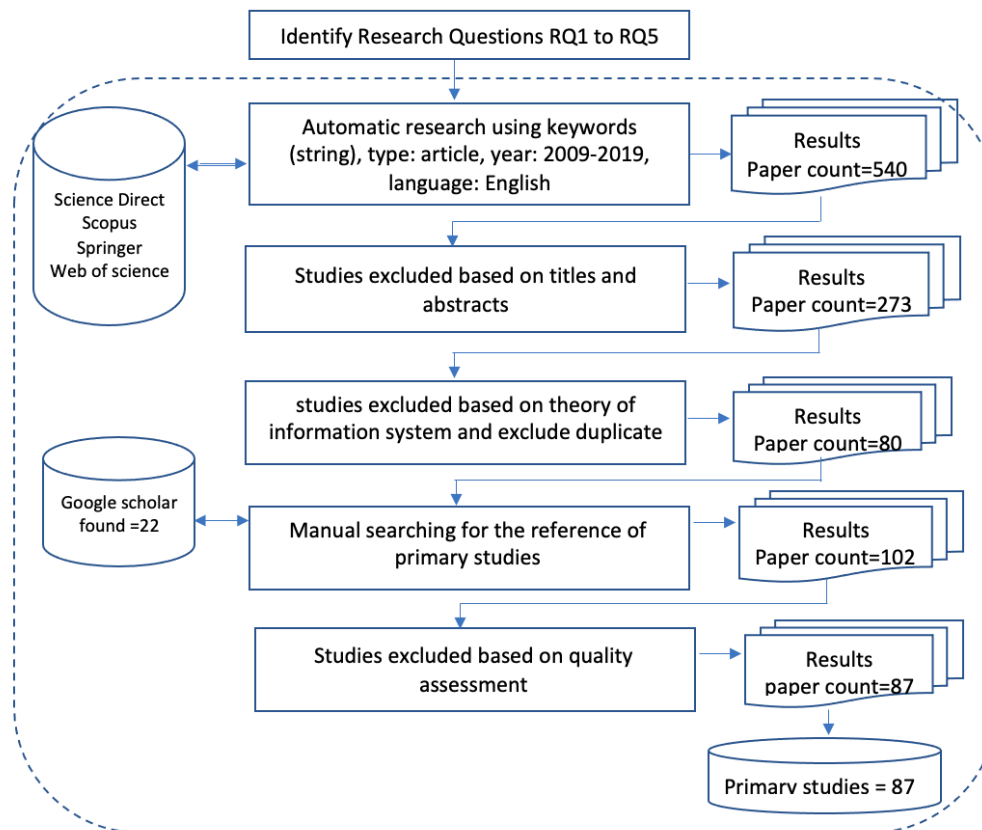 Identify Research Questions RQ1 to RQ5
Automatic research using keywords
(string), type: article, year: 2009-2019,
language: English
Results
Paper count=540
Science Direct
Scopus
Springer
Web of science
Studies excluded based on titles and
abstracts
Results
Paper count=273
studies excluded based on theory of
information system and exclude duplicate
Results
Paper count=80
Google scholar
found =22
Manual searching for the reference of
primary studies
Results
Paper count=102
Studies excluded based on quality
assessment
Results
paper count=87
Primary studies = 87